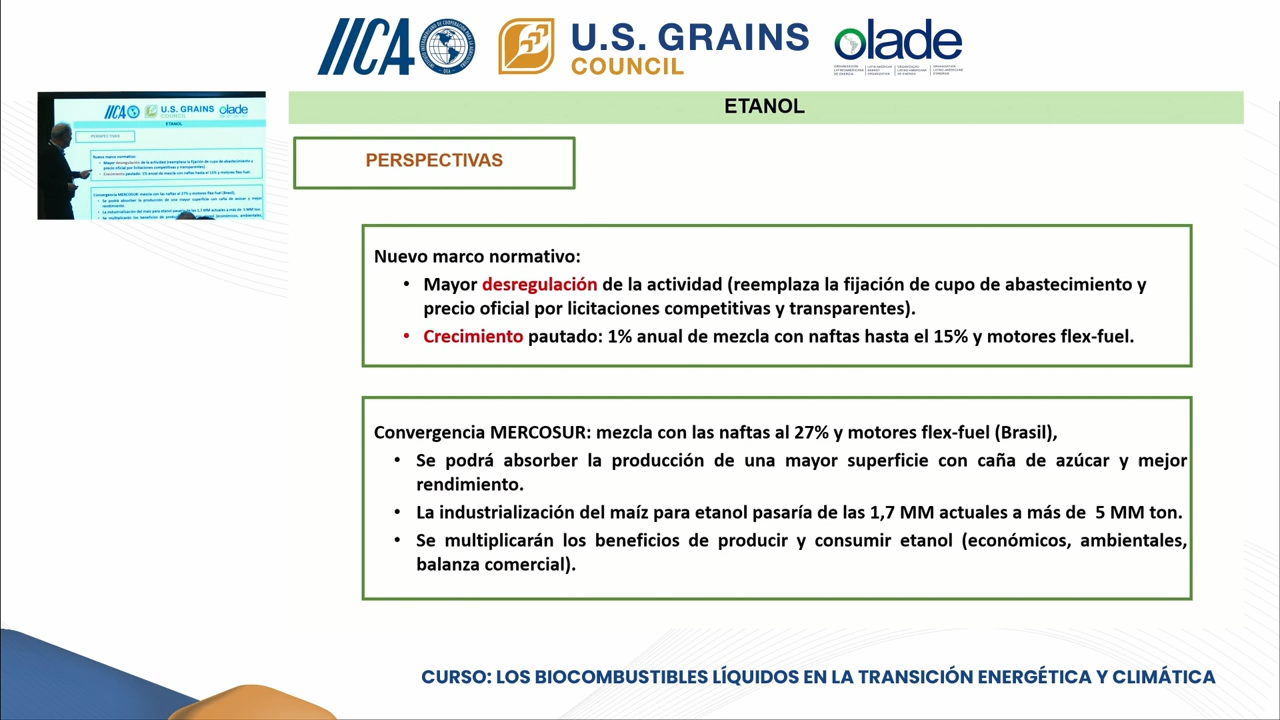 IICA
U.S. GRAINS
COUNCIL
olade
ETANOL
PERSPECTIVAS
Nuevo marco normativo:
• Mayor desregulación de la actividad (reemplaza la fijación de cupo de abastecimiento y
precio oficial por licitaciones competitivas y transparentes).
• Crecimiento pautado: 1% anual de mezcla con naftas hasta el 15% y motores flex-fuel.
Convergencia MERCOSUR: mezcla con las naftas al 27% y motores flex-fuel (Brasil),
• Se podrá absorber la producción de una mayor superficie con caña de azúcar y mejor
rendimiento.
• La industrialización del maíz para etanol pasaría de las 1,7 MM actuales a más de 5 MM ton.
• Se multiplicarán los beneficios de producir y consumir etanol (económicos, ambientales,
balanza comercial).
CURSO: LOS BIOCOMBUSTIBLES LÍQUIDOS EN LA TRANSICIÓN ENERGÉTICA Y CLIMÁTICA